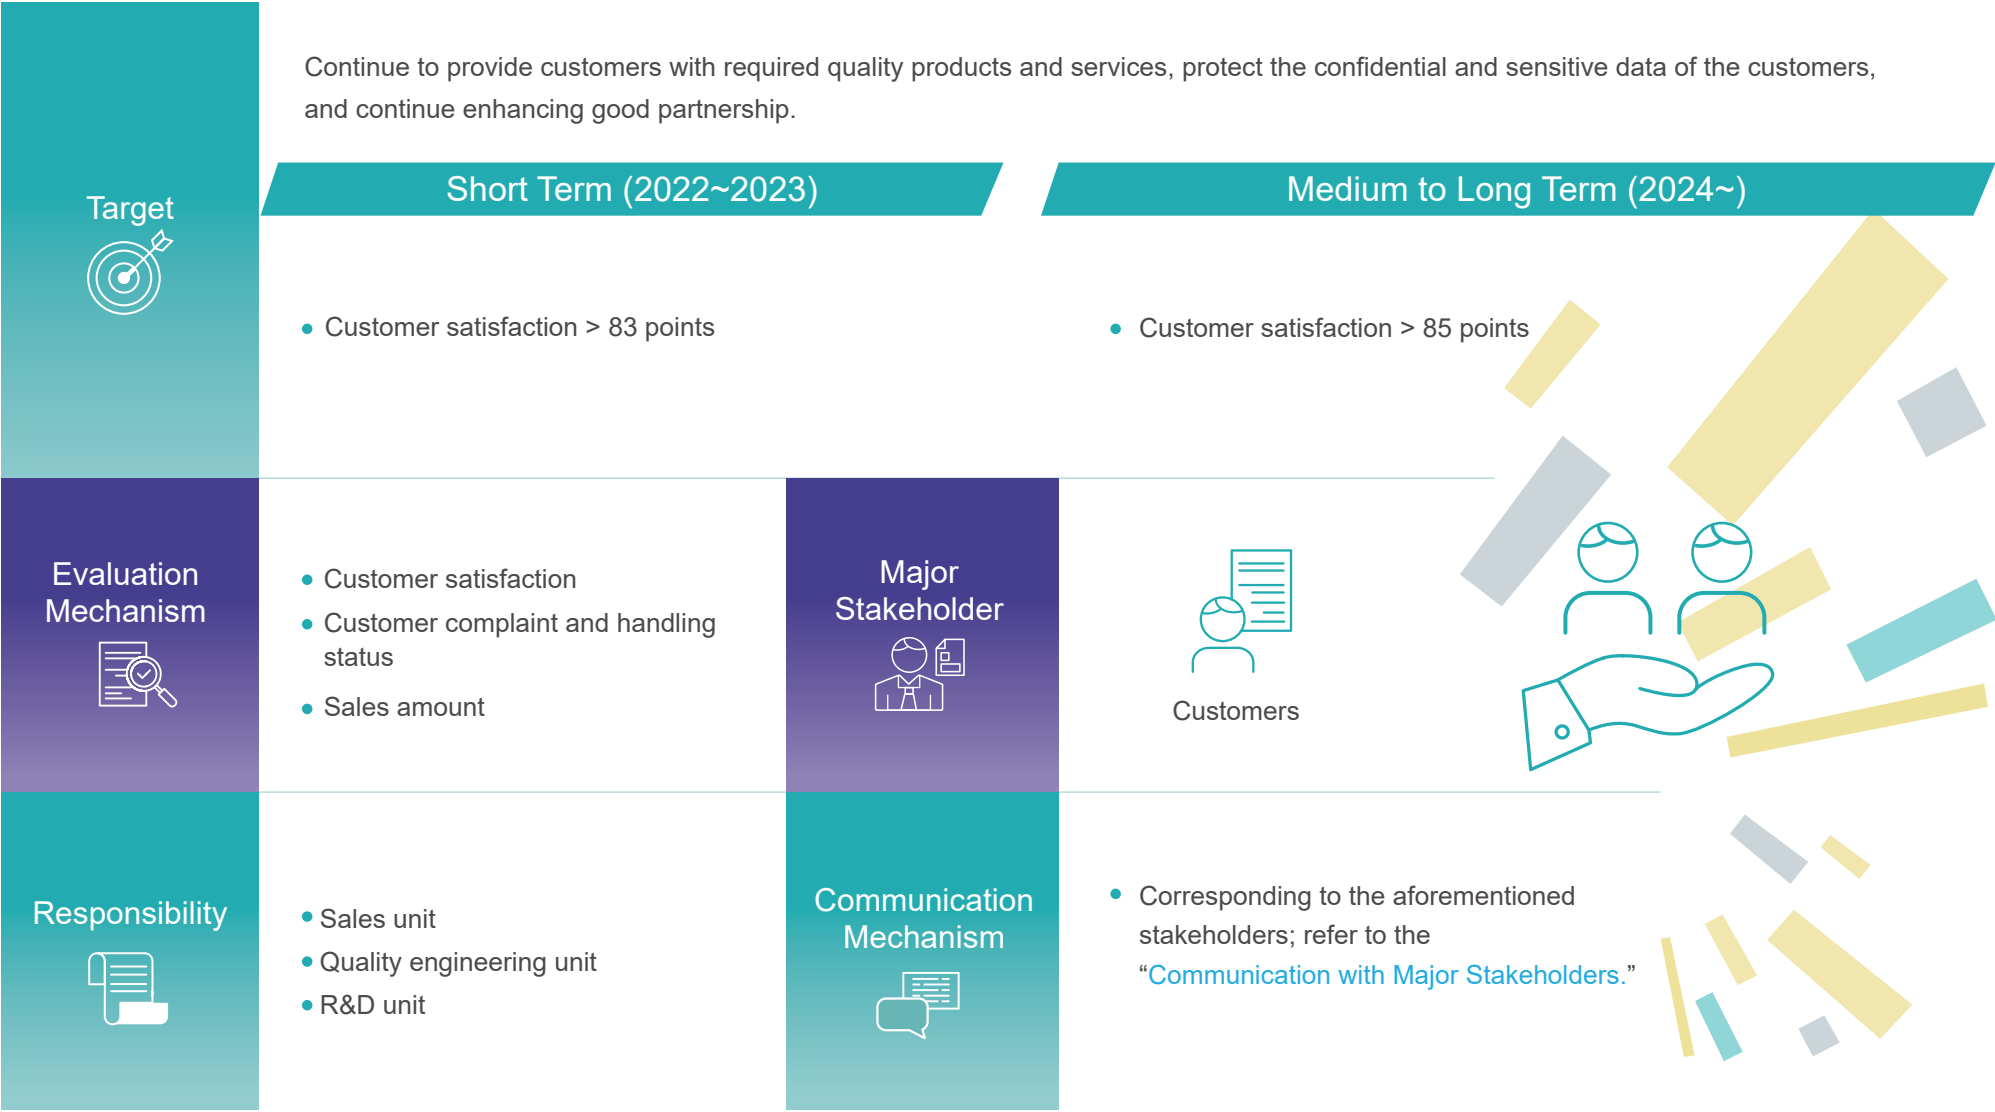 Continue to provide customers with required quality products and services, protect the confidential and sensitive data of the customers,
and continue enhancing good partnership.
Target
Short Term (2022~2023)
Medium to Long Term (2024~)
• Customer satisfaction > 83 points
• Customer satisfaction > 85 points
Evaluation
Mechanism
• Customer satisfaction
• Customer complaint and handling
status
• Sales amount
Major
Stakeholder
Customers
Responsibility
• Sales unit
• Quality engineering unit
• R&D unit
Communication
Mechanism
• Corresponding to the aforementioned
stakeholders; refer to the
“Communication with Major Stakeholders.”